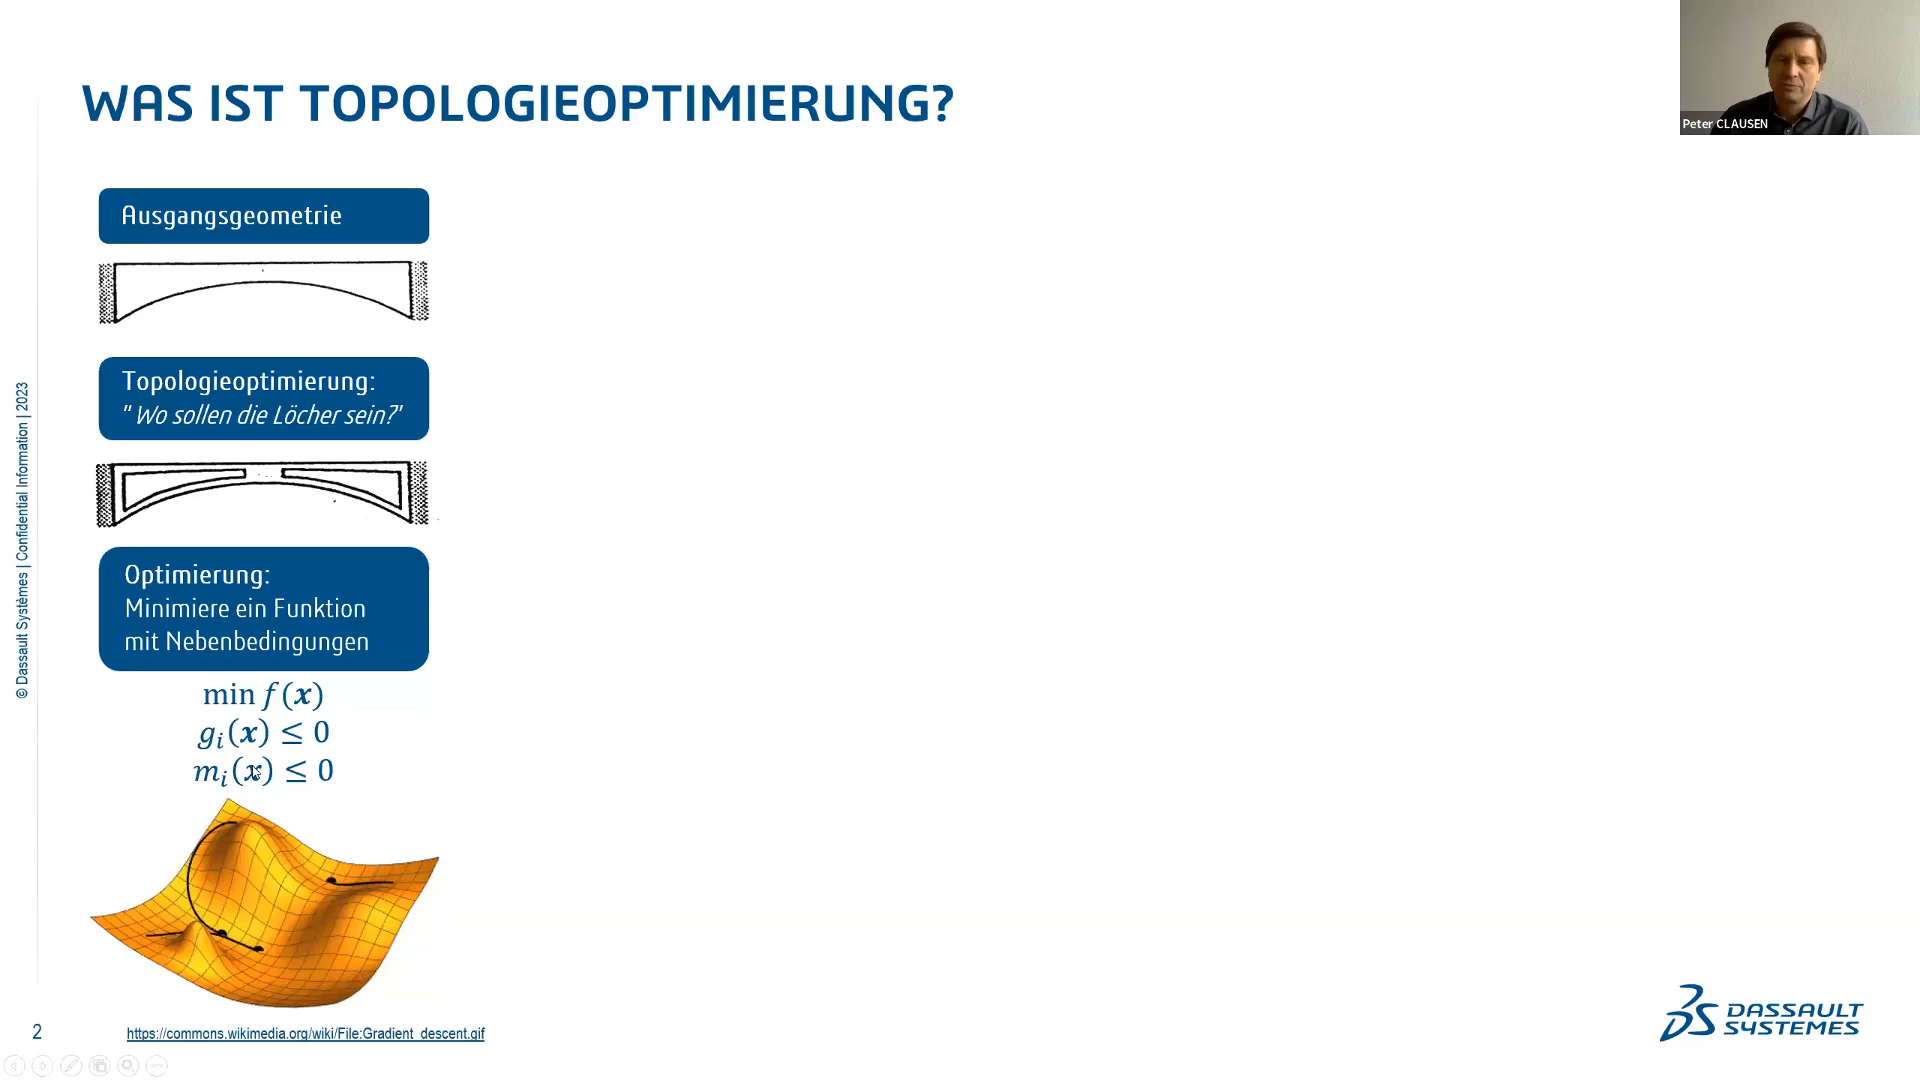 WAS IST TOPOLOGIEOPTIMIERUNG?
Peter CLAUSEN
Ausgangsgeometrie
Topologieoptimierung:
"Wo sollen die Löcher sein?"
Optimierung:
Minimiere ein Funktion
mit Nebenbedingungen
min f(x)
g_i(x) ≤ 0
m_i(x) ≤ 0
© Dassault Systèmes | Confidential Information | 2023
2
https://commons.wikimedia.org/wiki/File:Gradient_descent.gif
DASSAULT
SYSTEMES